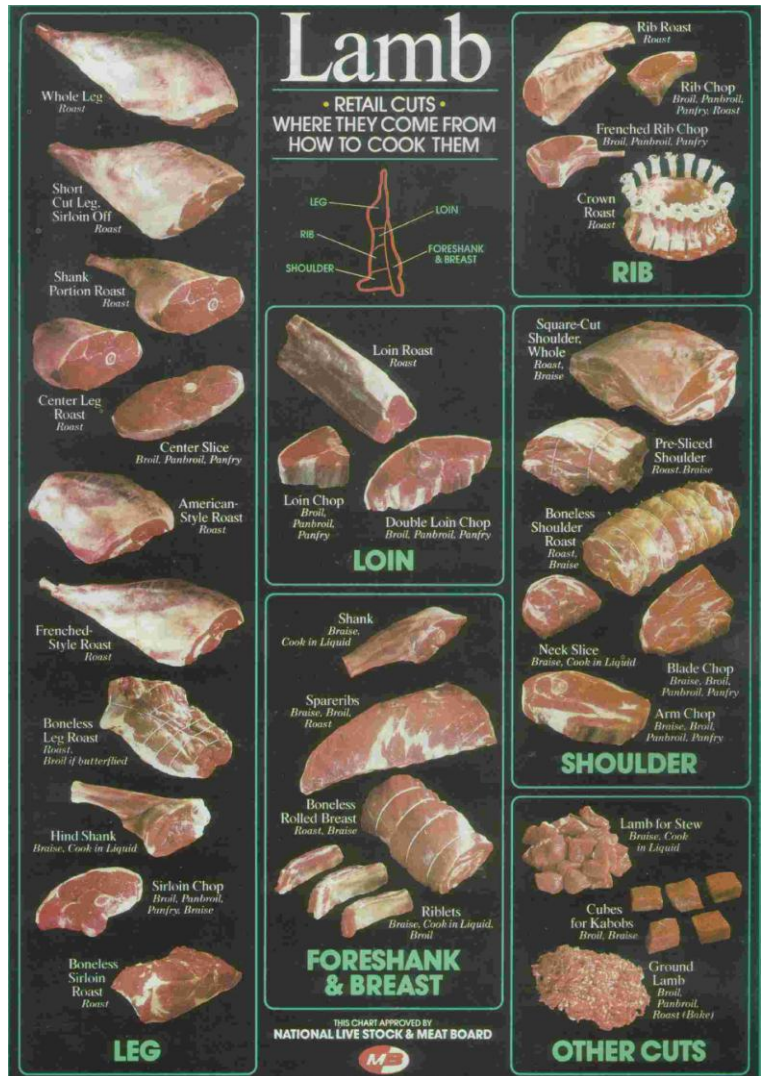 Lamb
• RETAIL CUTS •
WHERE THEY COME FROM
HOW TO COOK THEM
LEG
LOIN
RIB
FORESHANK
& BREAST
SHOULDER
Whole Leg
Roast
Short
Cut Leg,
Sirloin Off
Roast
Shank
Portion Roast
Roast
Center Leg
Roast
Roast
Center Slice
Broil, Panbroil, Panfry
American-
Style Roast
Roast
Frenched-
Style Roast
Roast
Boneless
Leg Roast
Roast,
Broil if butterflied
Hind Shank
Braise, Cook in Liquid
Sirloin Chop
Broil, Panbroil,
Panfry, Braise
Boneless
Sirloin
Roast
Roast
LEG
Loin Roast
Roast
Loin Chop
Broil,
Panbroil,
Panfry
Double Loin Chop
Broil, Panbroil, Panfry
LOIN
Shank
Braise,
Cook in Liquid
Spareribs
Braise, Broil,
Roast
Boneless
Rolled Breast
Roast, Braise
Riblets
Braise, Cook in Liquid,
Broil
FORESHANK
& BREAST
THIS CHART APPROVED BY
NATIONAL LIVE STOCK & MEAT BOARD
MB
Rib Roast
Roast
Rib Chop
Broil, Panbroil,
Panfry, Roast
Frenched Rib Chop
Broil, Panbroil, Panfry
Crown
Roast
Roast
RIB
Square-Cut
Shoulder,
Whole
Roast,
Braise
Pre-Sliced
Shoulder
Roast. Braise
Boneless
Shoulder
Roast
Roast,
Braise
Neck Slice
Braise, Cook in Liquid
Blade Chop
Braise, Broil,
Panbroil, Panfry
Arm Chop
Braise, Broil,
Panbroil, Panfry
SHOULDER
Lamb for Stew
Braise, Cook
in Liquid
Cubes
for Kabobs
Broil, Braise
Ground
Lamb
Broil,
Panbroil,
Roast (Bake)
OTHER CUTS